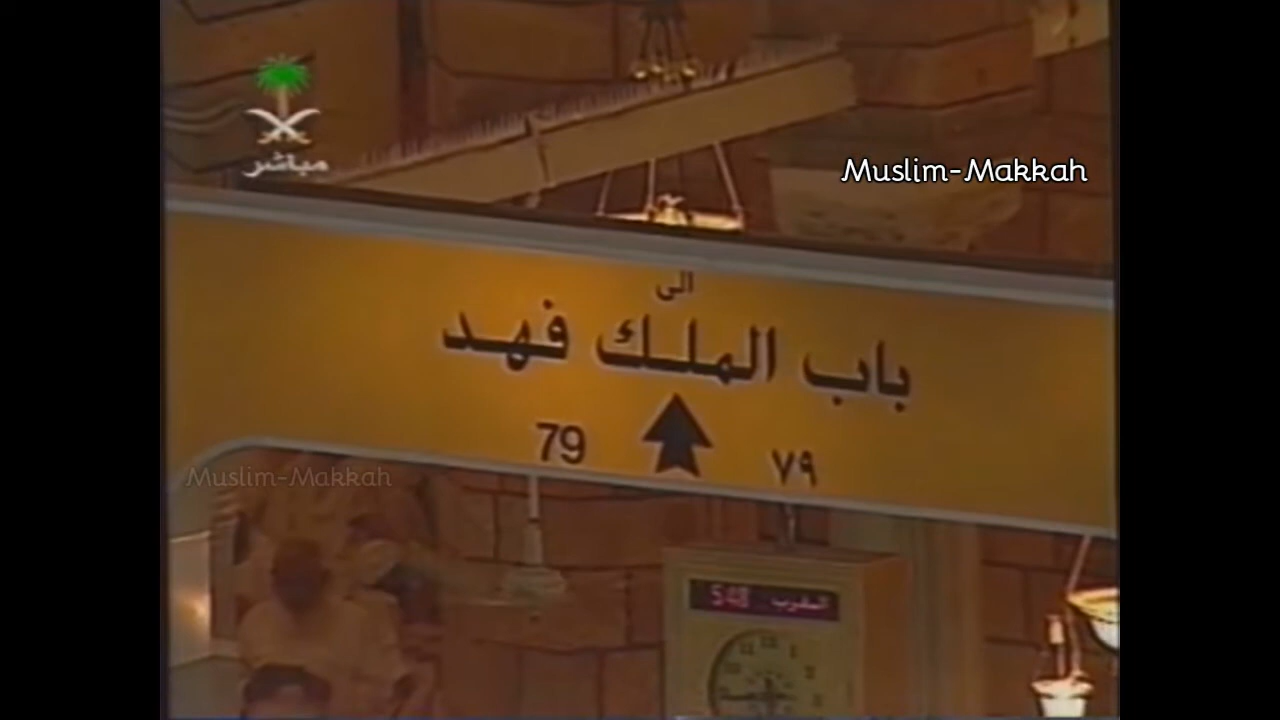 مباشر
Muslim-Makkah
الى
باب الملك فهد
79 ٧٩
Muslim-Makkah
5:48 المغرب